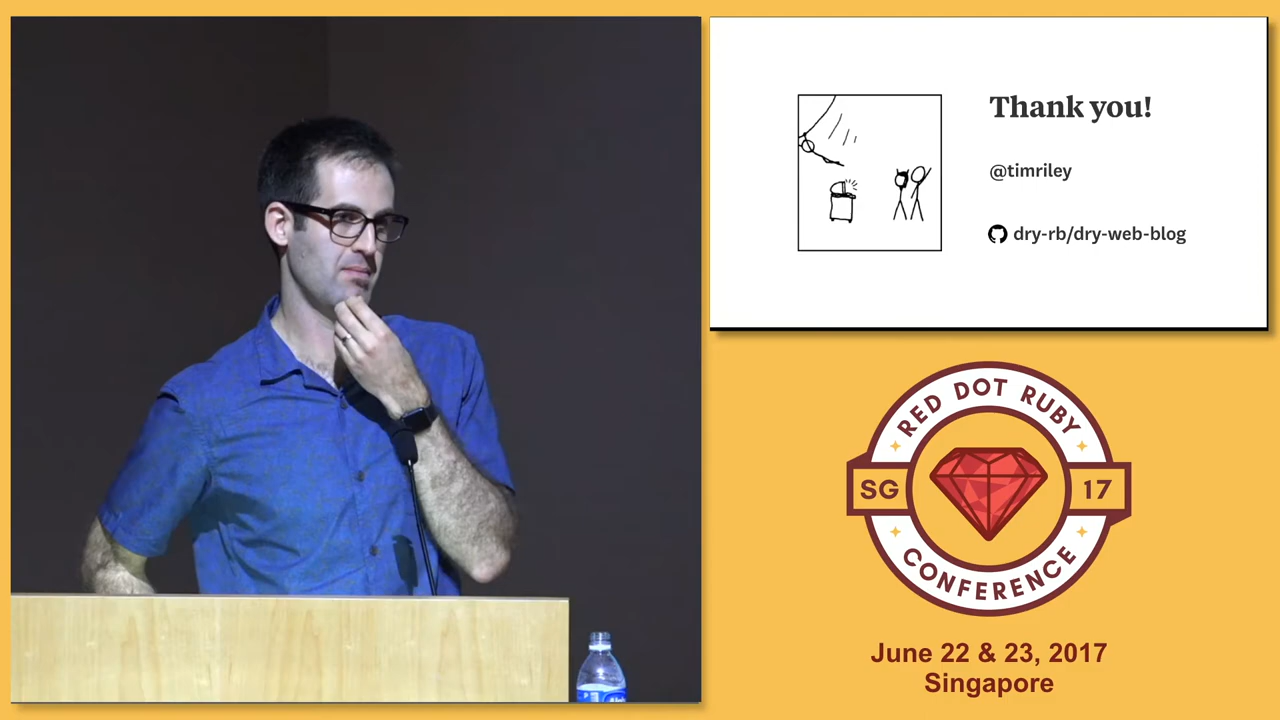 Thank you!
@timriley
dry-rb/dry-web-blog
RED DOT RUBY
SG 17
CONFERENCE
June 22 & 23, 2017
Singapore